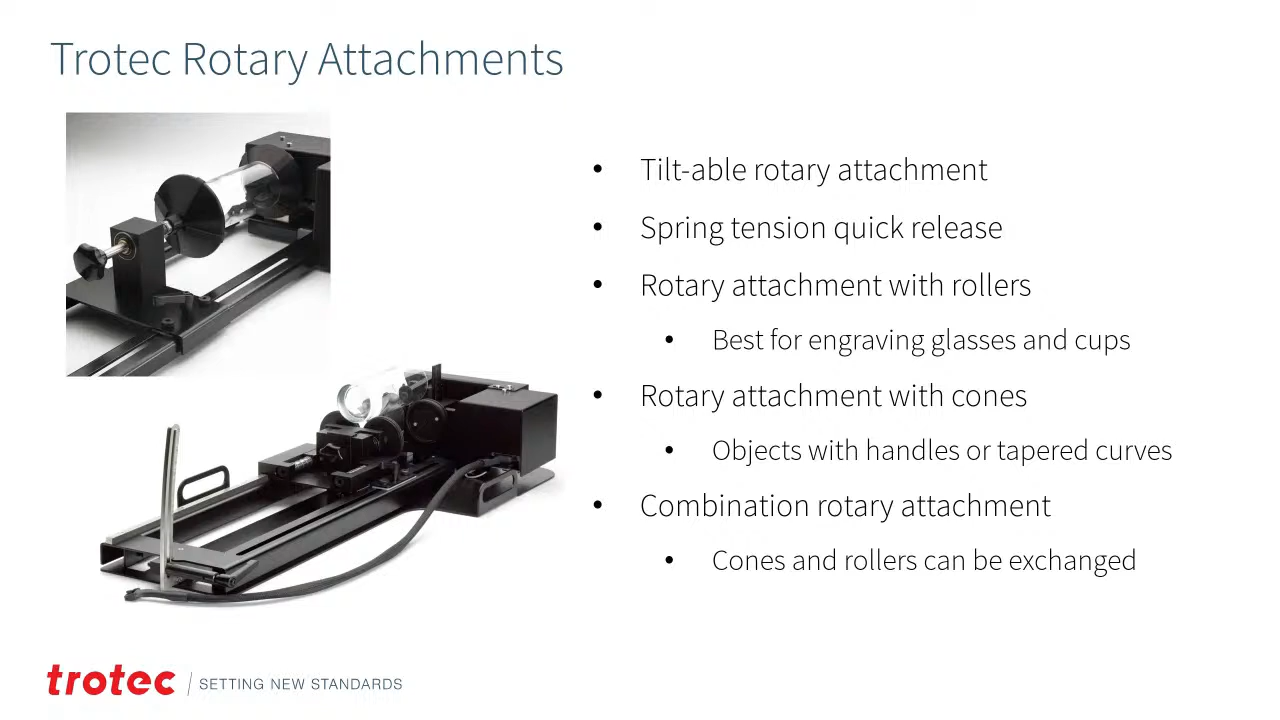 Trotec Rotary Attachments
• Tilt-able rotary attachment
• Spring tension quick release
• Rotary attachment with rollers
• Best for engraving glasses and cups
• Rotary attachment with cones
• Objects with handles or tapered curves
• Combination rotary attachment
• Cones and rollers can be exchanged
trotec | SETTING NEW STANDARDS